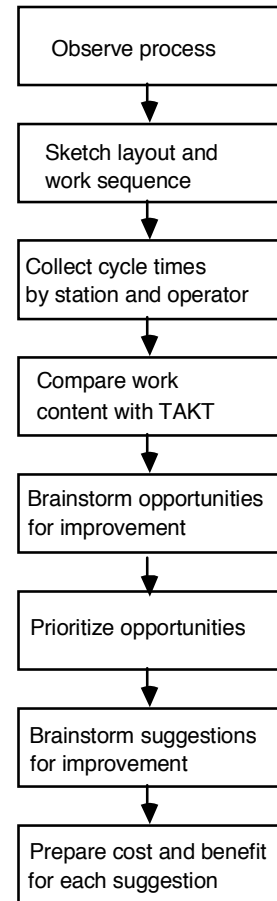 Observe process
Sketch layout and
work sequence
Collect cycle times
by station and operator
Compare work
content with TAKT
Brainstorm opportunities
for improvement
Prioritize opportunities
Brainstorm suggestions
for improvement
Prepare cost and benefit
for each suggestion